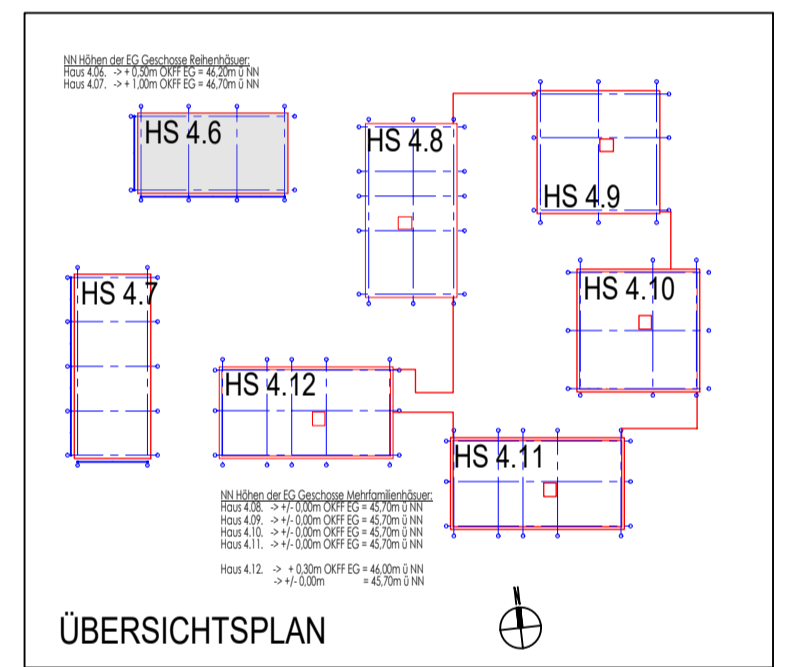 NN Höhen der EG Geschosse Reihenhäsuer:
Haus 4.06. -> + 0,50m OKFF EG = 46,20m ü NN
Haus 4.07. -> + 1,00m OKFF EG = 46,70m ü NN
HS 4.6
HS 4.8
HS 4.9
HS 4.7
HS 4.10
HS 4.12
HS 4.11
NN Höhen der EG Geschosse Mehrfamilienhäsuer:
Haus 4.08. -> +/- 0,00m OKFF EG = 45,70m ü NN
Haus 4.09. -> +/- 0,00m OKFF EG = 45,70m ü NN
Haus 4.10. -> +/- 0,00m OKFF EG = 45,70m ü NN
Haus 4.11. -> +/- 0,00m OKFF EG = 45,70m ü NN
Haus 4.12. -> + 0,30m OKFF EG = 46,00m ü NN
-> +/- 0,00m = 45,70m ü NN
N
ÜBERSICHTSPLAN